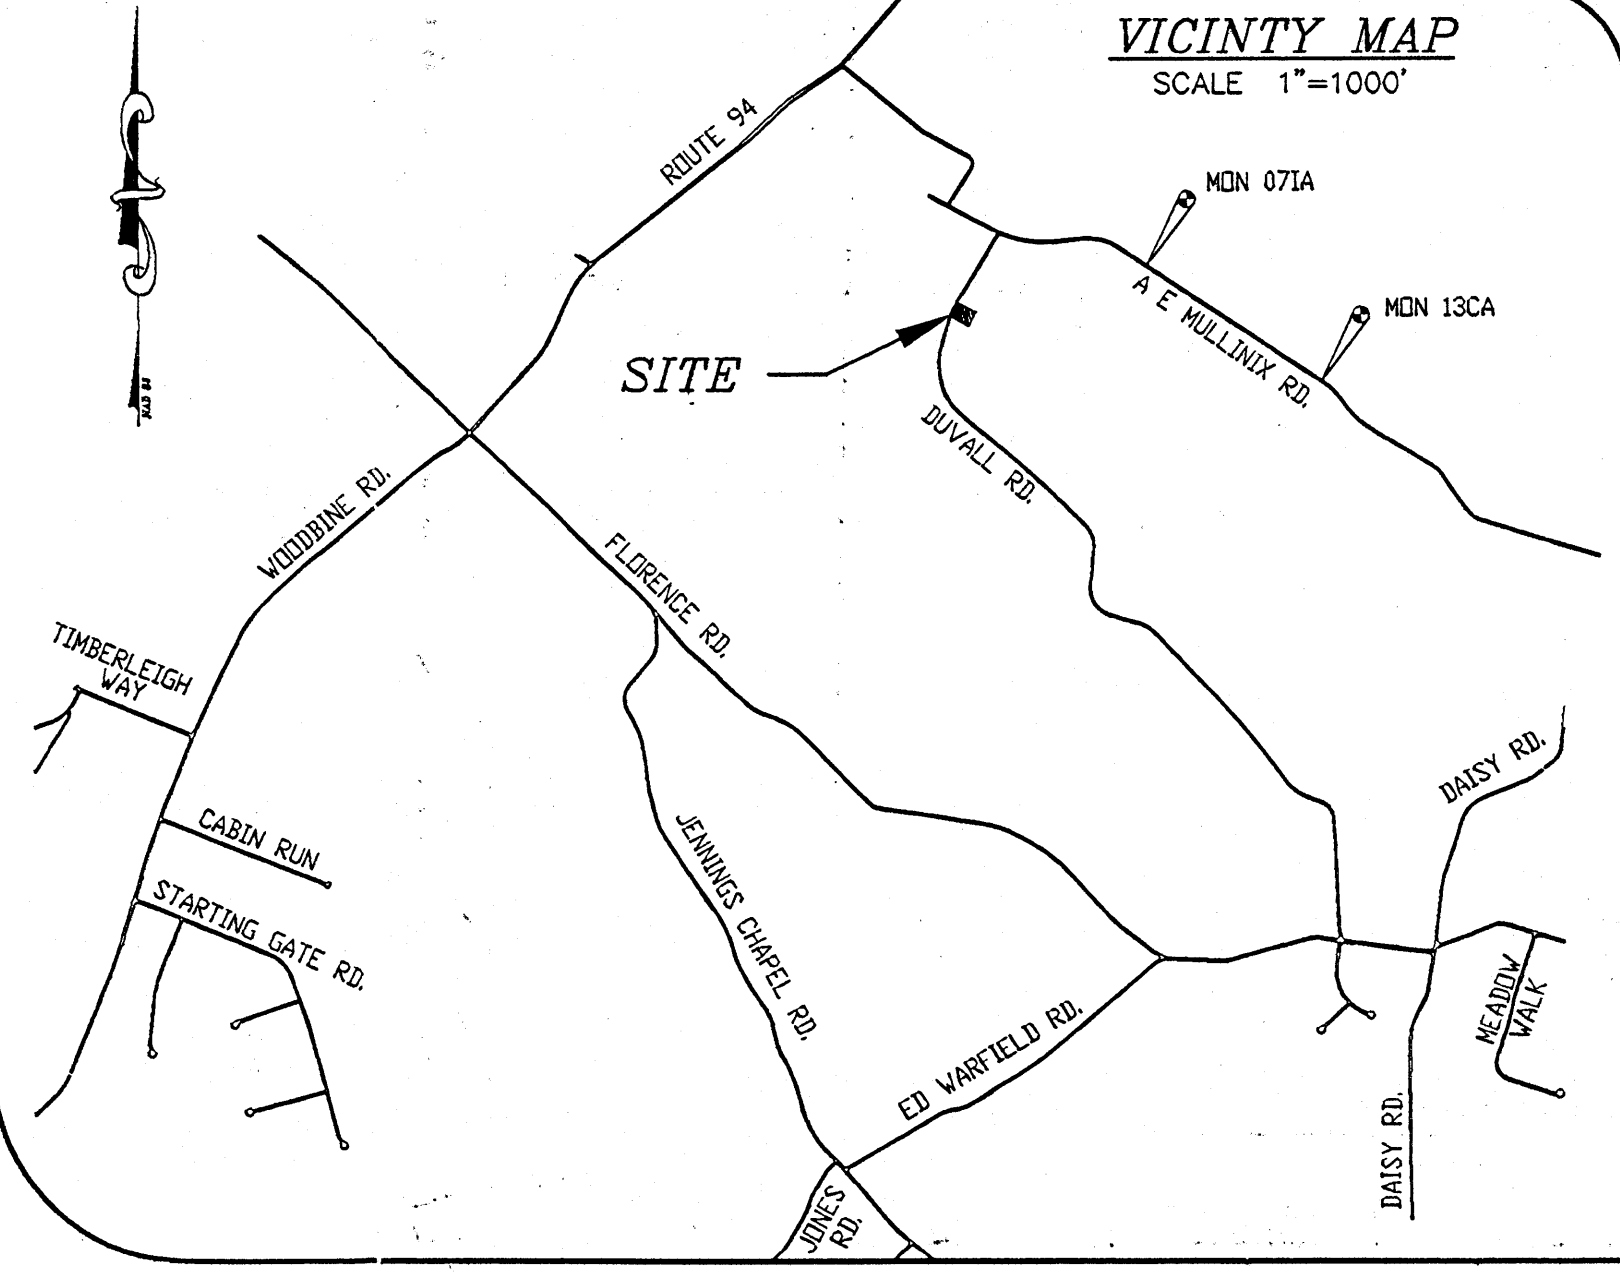 VICINTY MAP
SCALE 1"=1000'
ROUTE 94
MON 07IA
MON 13CA
A E MULLINIX RD.
SITE
NAD 83
DUVALL RD.
WOODBINE RD.
FLORENCE RD.
TIMBERLEIGH
WAY
DAISY RD.
CABIN RUN
JENNINGS CHAPEL RD.
STARTING GATE RD.
MEADOW
WALK
ED WARFIELD RD.
DAISY RD.
JONES
RD.